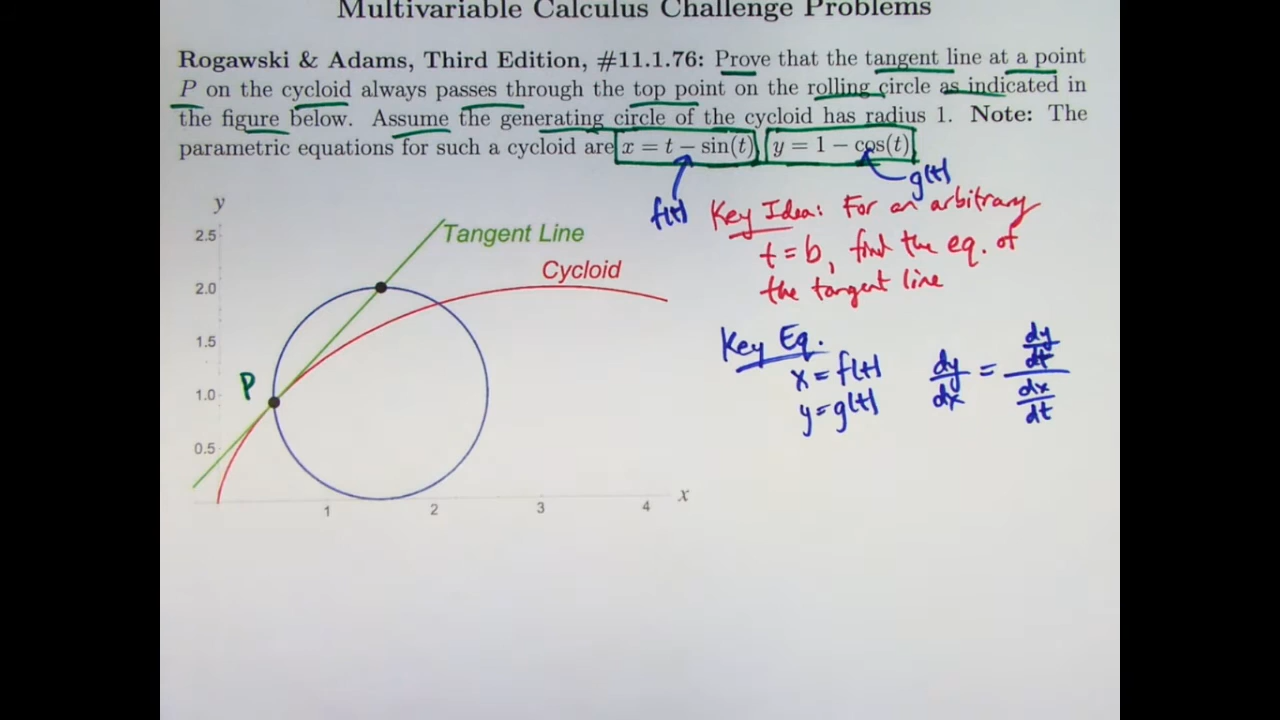 Multivariable Calculus Challenge Problems
Rogawski & Adams, Third Edition, #11.1.76: Prove that the tangent line at a point
P on the cycloid always passes through the top point on the rolling circle as indicated in
the figure below. Assume the generating circle of the cycloid has radius 1. Note: The
parametric equations for such a cycloid are x = t − sin(t) y = 1 − cos(t)
f(t)
g(t)
Key Idea: For an arbitrary
t = b, find the eq. of
the tangent line
y
2.5
2.0
1.5
1.0
0.5
Tangent Line
Cycloid
P
1 2 3 4 x
Key Eq.
x = f(t)
y = g(t)
dy/dx = dy/dt / dx/dt